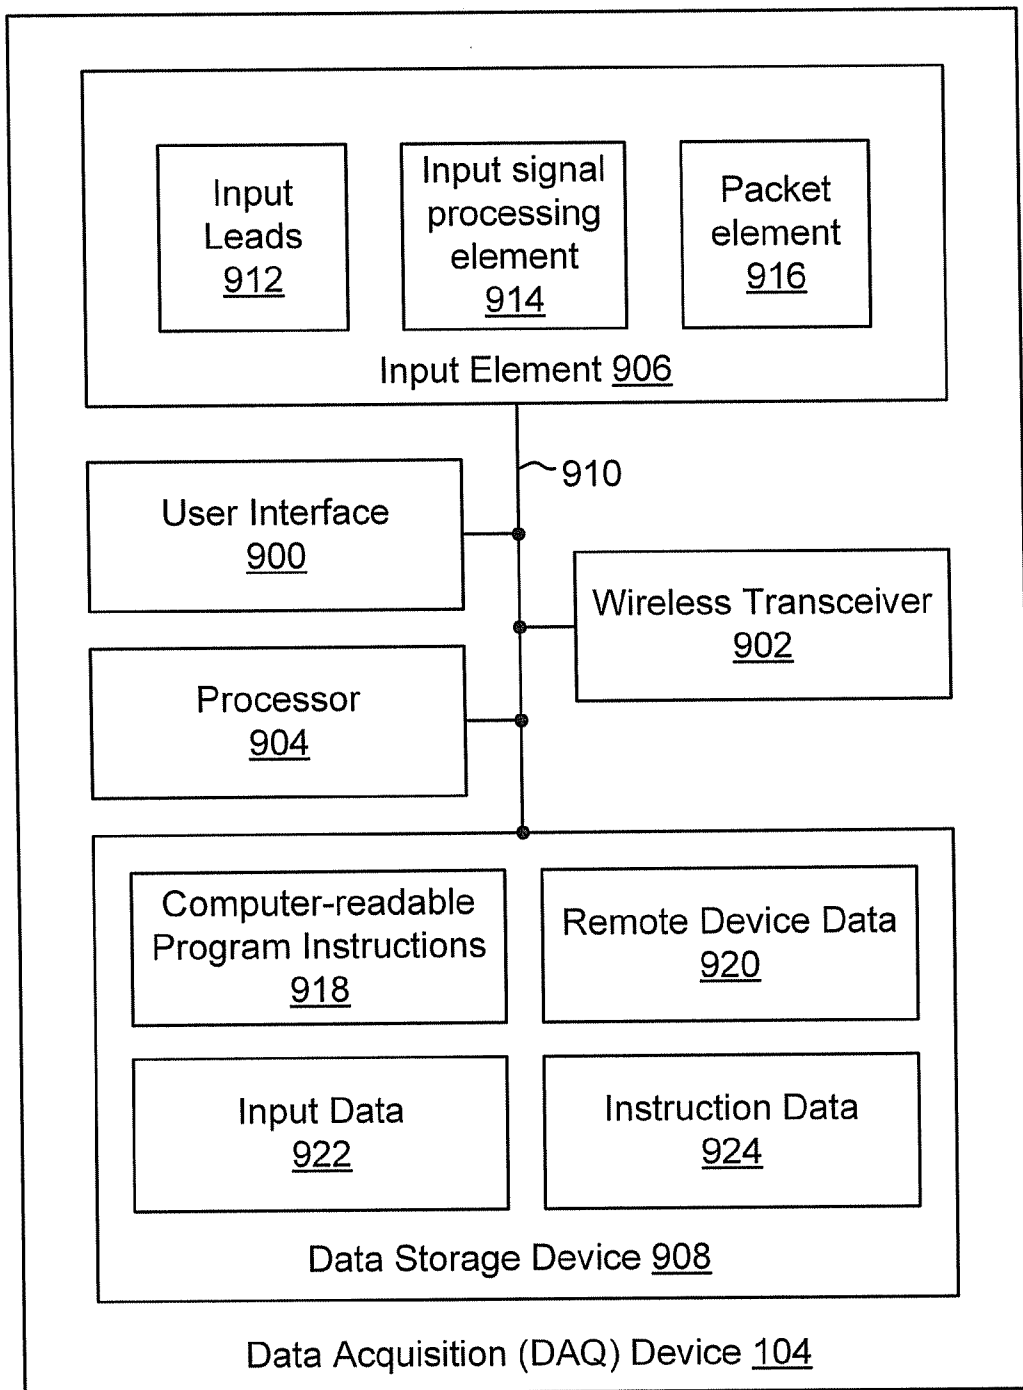 Input
Leads
912
Input signal
processing
element
914
Packet
element
916
Input Element 906
910
User Interface
900
Wireless Transceiver
902
Processor
904
Computer-readable
Program Instructions
918
Remote Device Data
920
Input Data
922
Instruction Data
924
Data Storage Device 908
Data Acquisition (DAQ) Device 104